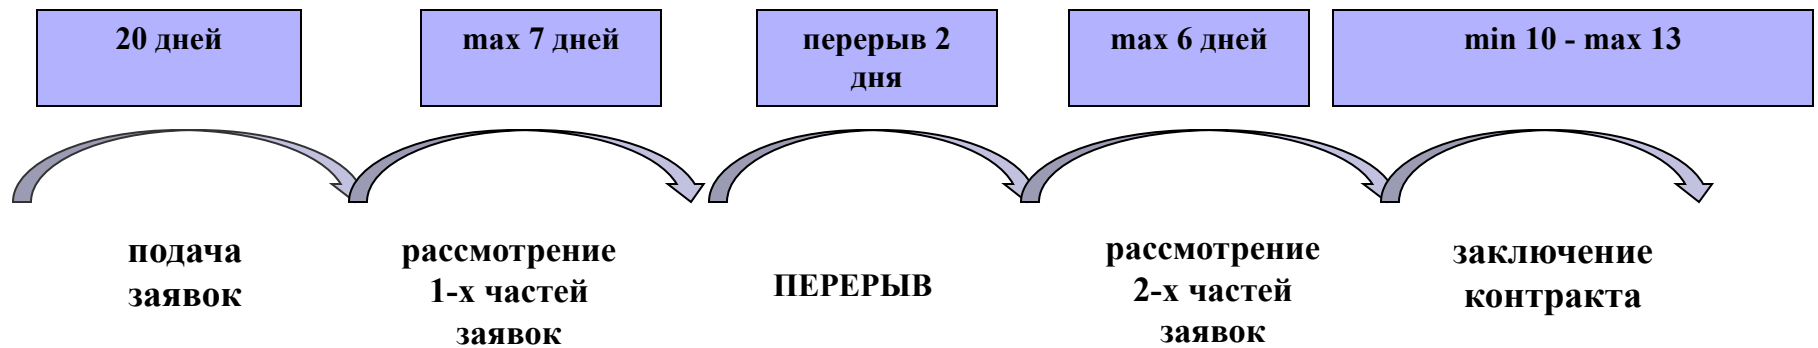 20 дней
max 7 дней
перерыв 2
дня
max 6 дней
min 10 - max 13
подача
заявок
рассмотрение
1-х частей
заявок
ПЕРЕРЫВ
рассмотрение
2-х частей
заявок
заключение
контракта